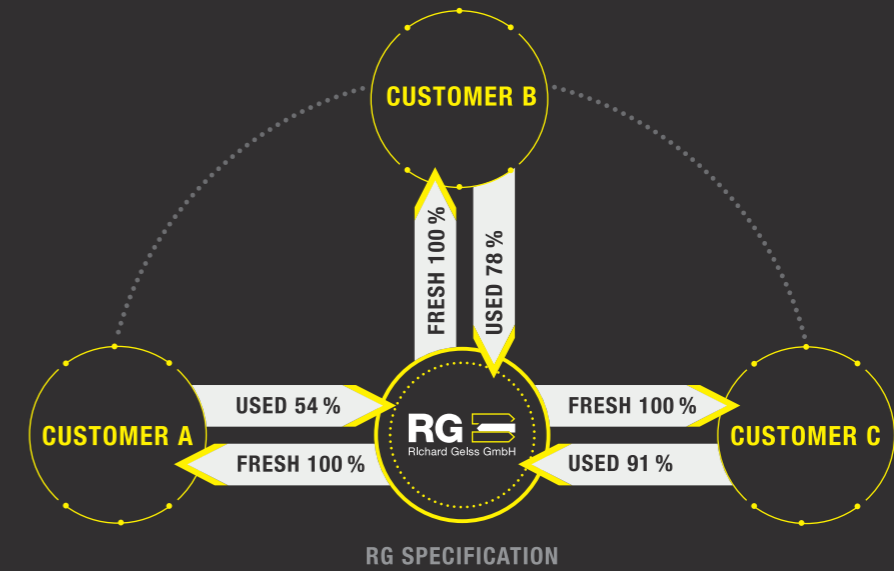 CUSTOMER B
FRESH 100 %
USED 78 %
CUSTOMER A
USED 54 %
FRESH 100 %
RG
RIchard Gelss GmbH
FRESH 100 %
USED 91 %
CUSTOMER C
RG SPECIFICATION